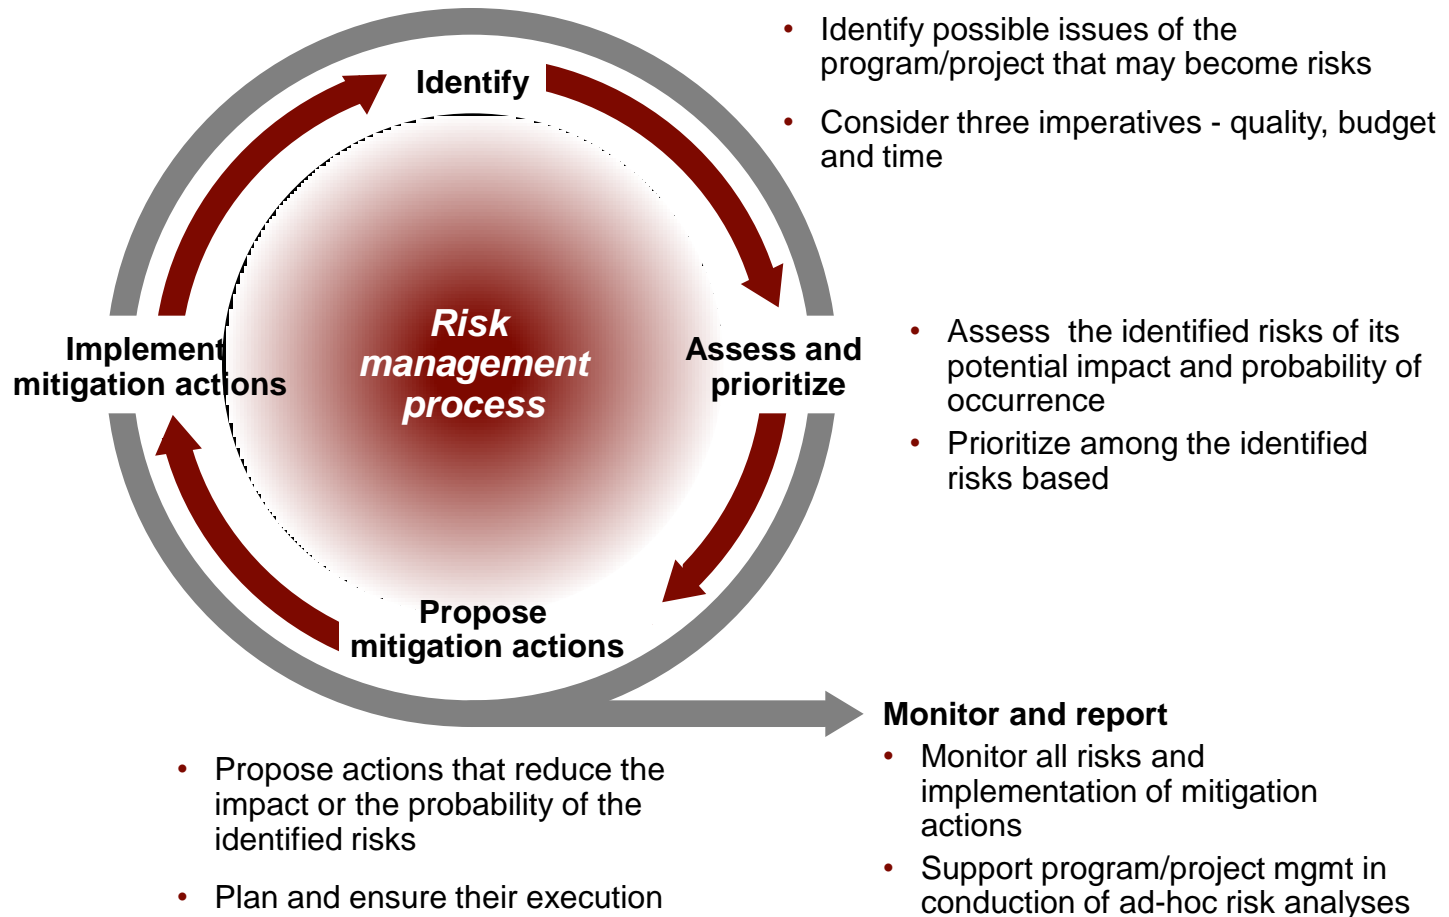 Identify
• Identify possible issues of the
program/project that may become risks
• Consider three imperatives - quality, budget
and time
Risk
management
process
Implement
mitigation actions
Assess and
prioritize
• Assess  the identified risks of its
potential impact and probability of
occurrence
• Prioritize among the identified
risks based
Propose
mitigation actions
• Propose actions that reduce the
impact or the probability of the
identified risks
• Plan and ensure their execution
Monitor and report
• Monitor all risks and
implementation of mitigation
actions
• Support program/project mgmt in
conduction of ad-hoc risk analyses